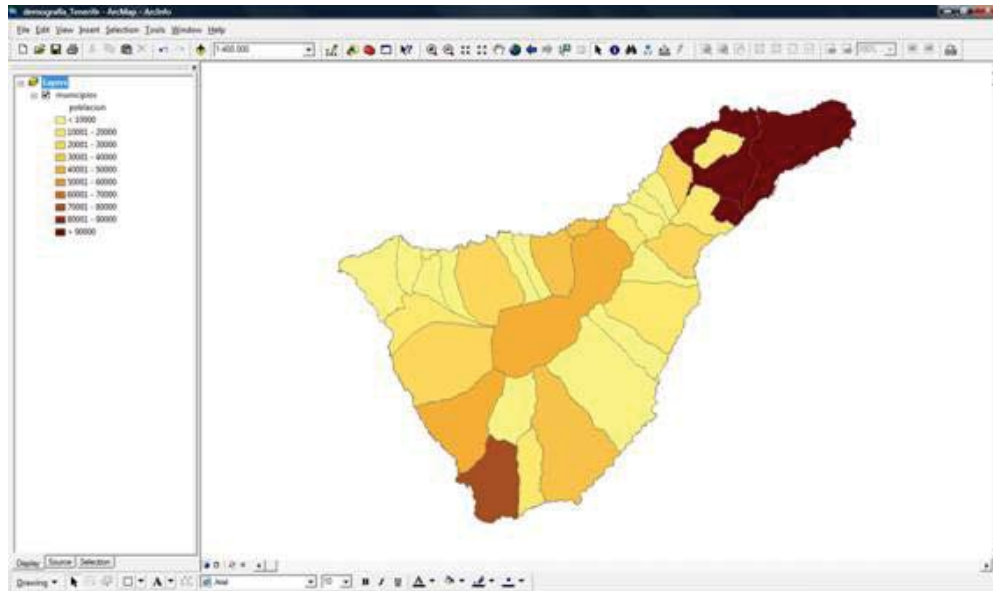 demografia_Tenerife - ArcMap - ArcInfo
File Edit View Insert Selection Tools Window Help
1:400.000
Layers
municipios
poblacion
< 10000
10001 - 20000
20001 - 30000
30001 - 40000
40001 - 50000
50001 - 60000
60001 - 70000
70001 - 80000
80001 - 90000
> 90000
Display Source Selection
Drawing
A
Arial
10
B I U A